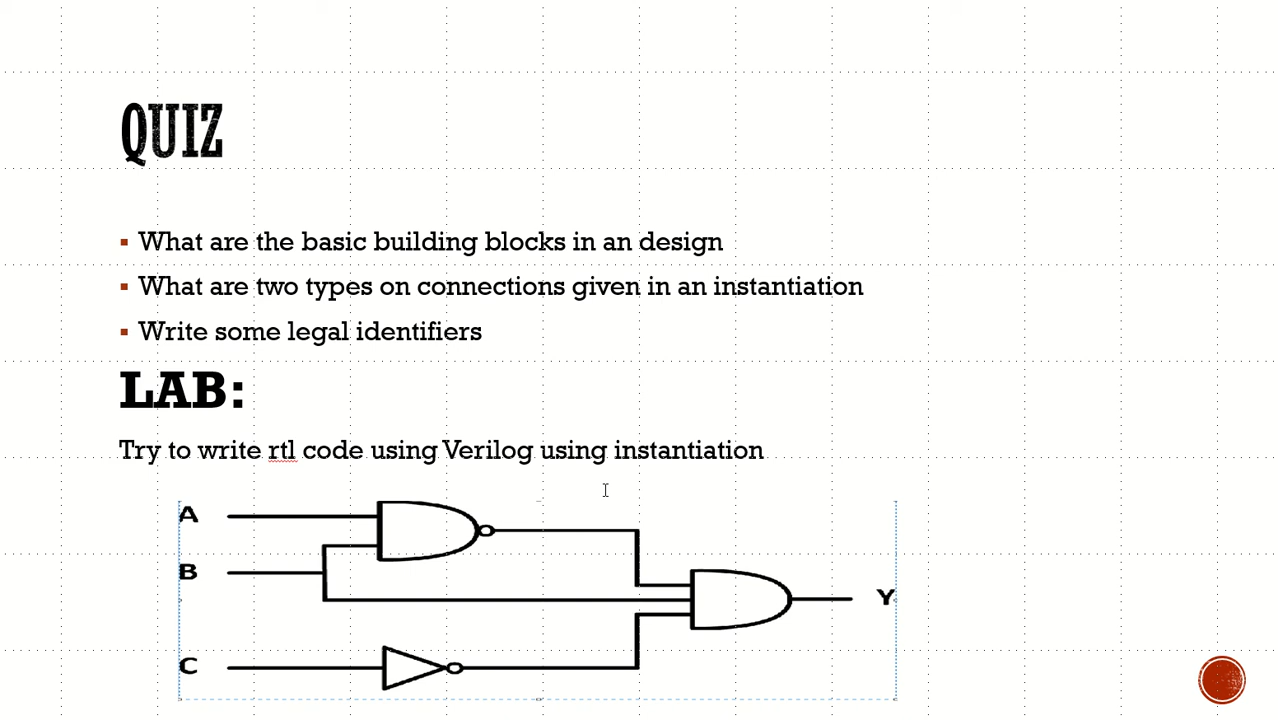 QUIZ
What are the basic building blocks in an design
What are two types on connections given in an instantiation
Write some legal identifiers
LAB:
Try to write rtl code using Verilog using instantiation
A
B
Y
C